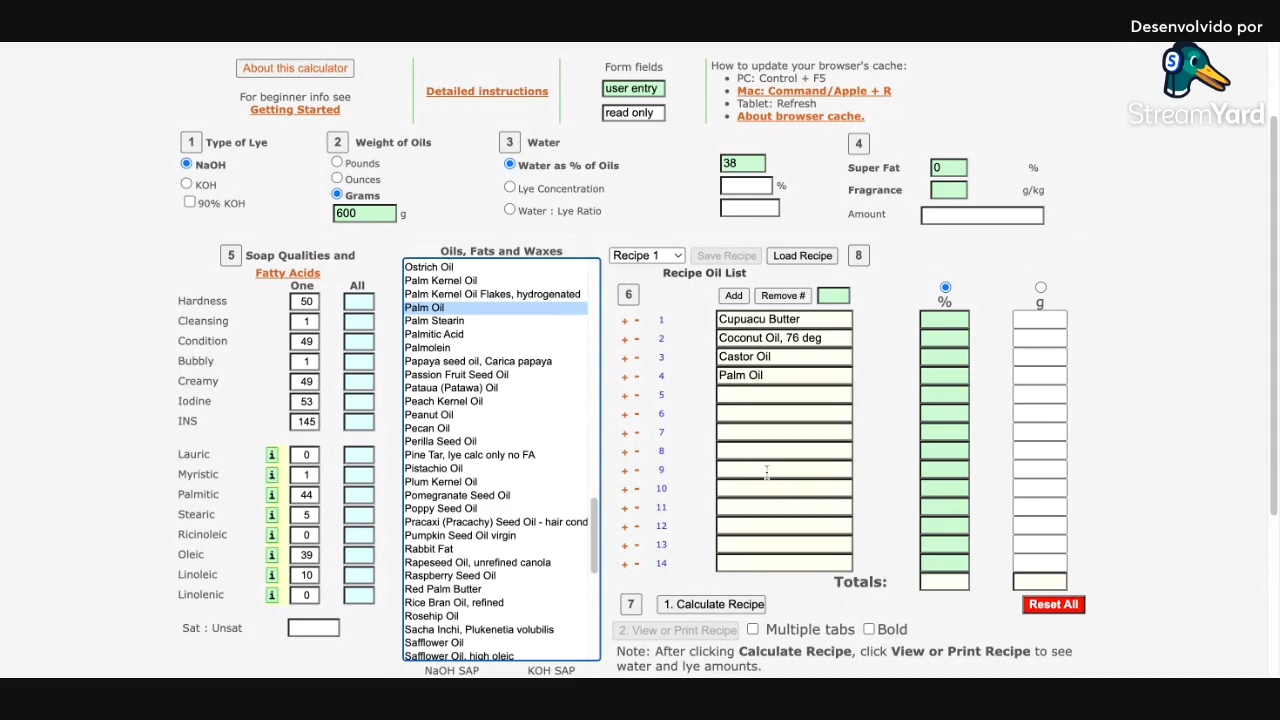 Desenvolvido por
StreamYard
About this calculator
For beginner info see
Getting Started
Detailed instructions
Form fields
user entry
read only
How to update your browser's cache:
• PC: Control + F5
• Mac: Command/Apple + R
• Tablet: Refresh
• About browser cache.
1 Type of Lye
NaOH
KOH
90% KOH
2 Weight of Oils
Pounds
Ounces
Grams
600 g
3 Water
Water as % of Oils 38
Lye Concentration %
Water : Lye Ratio
4
Super Fat 0 %
Fragrance g/kg
Amount
5 Soap Qualities and
Fatty Acids
One All
Hardness 50
Cleansing 1
Condition 49
Bubbly 1
Creamy 49
Iodine 53
INS 145
Lauric i 0
Myristic i 1
Palmitic i 44
Stearic i 5
Ricinoleic i 0
Oleic i 39
Linoleic i 10
Linolenic i 0
Sat : Unsat
Oils, Fats and Waxes
Ostrich Oil
Palm Kernel Oil
Palm Kernel Oil Flakes, hydrogenated
Palm Oil
Palm Stearin
Palmitic Acid
Palmolein
Papaya seed oil, Carica papaya
Passion Fruit Seed Oil
Pataua (Patawa) Oil
Peach Kernel Oil
Peanut Oil
Pecan Oil
Perilla Seed Oil
Pine Tar, lye calc only no FA
Pistachio Oil
Plum Kernel Oil
Pomegranate Seed Oil
Poppy Seed Oil
Pracaxi (Pracachy) Seed Oil - hair cond
Pumpkin Seed Oil virgin
Rabbit Fat
Rapeseed Oil, unrefined canola
Raspberry Seed Oil
Red Palm Butter
Rice Bran Oil, refined
Rosehip Oil
Sacha Inchi, Plukenetia volubilis
Safflower Oil
Safflower Oil, high oleic
NaOH SAP KOH SAP
Recipe 1 Save Recipe Load Recipe 8
Recipe Oil List
6 Add Remove # % g
+ - 1 Cupuacu Butter
+ - 2 Coconut Oil, 76 deg
+ - 3 Castor Oil
+ - 4 Palm Oil
+ - 5
+ - 6
+ - 7
+ - 8
+ - 9
+ - 10
+ - 11
+ - 12
+ - 13
+ - 14
Totals:
7 1. Calculate Recipe Reset All
2. View or Print Recipe Multiple tabs Bold
Note: After clicking Calculate Recipe, click View or Print Recipe to see
water and lye amounts.